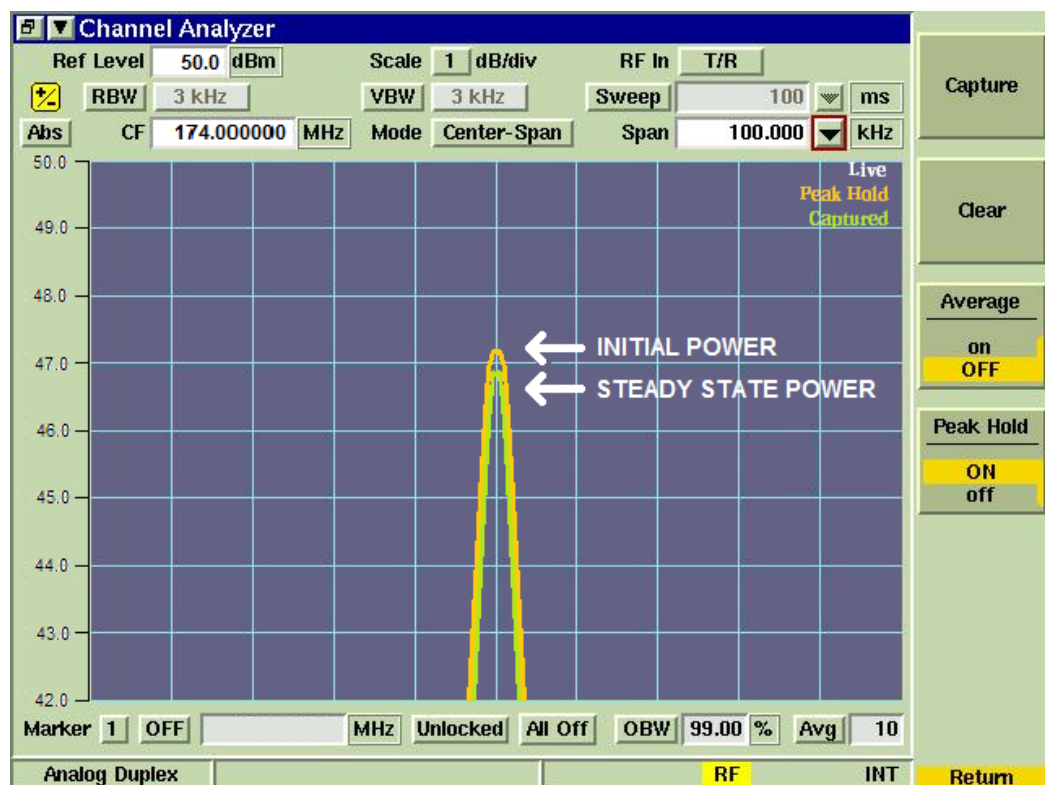 Channel Analyzer
Ref Level 50.0 dBm Scale 1 dB/div RF In T/R
RBW 3 kHz VBW 3 kHz Sweep 100 ms
Abs CF 174.000000 MHz Mode Center-Span Span 100.000 kHz
50.0
49.0
48.0
47.0
46.0
45.0
44.0
43.0
42.0
Live
Peak Hold
Captured
INITIAL POWER
STEADY STATE POWER
Marker 1 OFF MHz Unlocked All Off OBW 99.00 % Avg 10
Analog Duplex RF INT
Capture
Clear
Average
on
OFF
Peak Hold
ON
off
Return